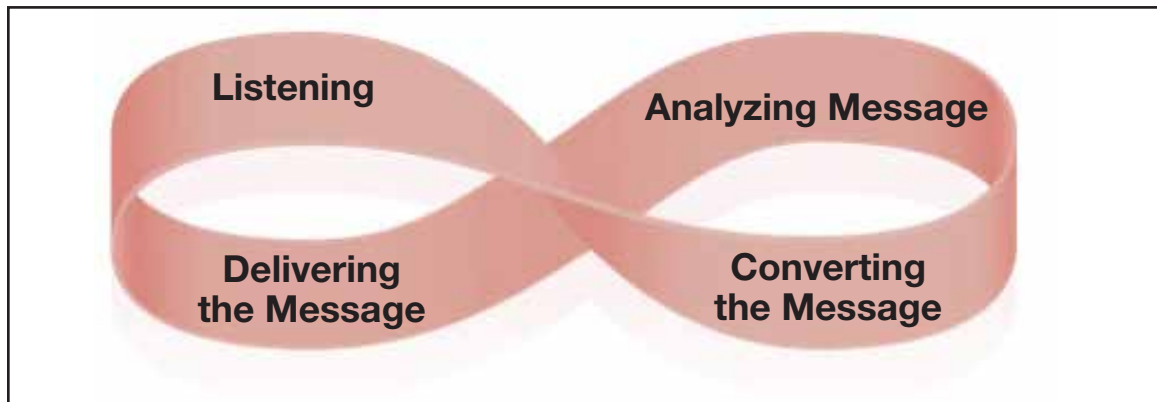 Listening
Analyzing Message
Delivering
the Message
Converting
the Message